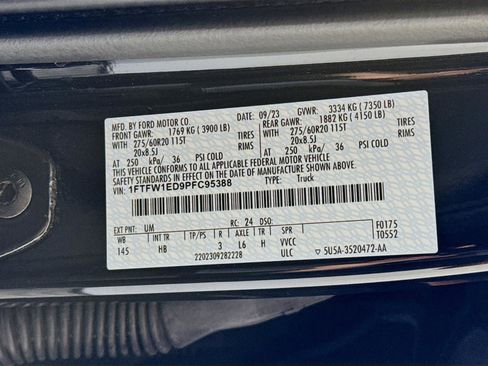 MFD. BY FORD MOTOR CO.
DATE: 09/23 GVWR: 3334 KG (7350 LB)
FRONT GAWR: 1769 KG (3900 LB) REAR GAWR: 1882 KG (4150 LB)
275/60R20 115T TIRES 275/60R20 115T
20x8.5J RIMS 20x8.5J
AT 250 kPa/ 36 PSI COLD AT 250 kPa/ 36 PSI COLD
THIS VEHICLE CONFORMS TO ALL APPLICABLE FEDERAL MOTOR VEHICLE
SAFETY STANDARDS IN EFFECT ON THE DATE OF MANUFACTURE SHOWN ABOVE.
VIN: 1FTFW1ED9PFC95388 TYPE: Truck
EXT PNT: UM RC: 24 DSO: F0175
WB INT TR TP/PS R AXLE TR SPR T0552
145 HB 3 L6 H VVCC
2202309282228 ULC 5U5A-3520472-AA